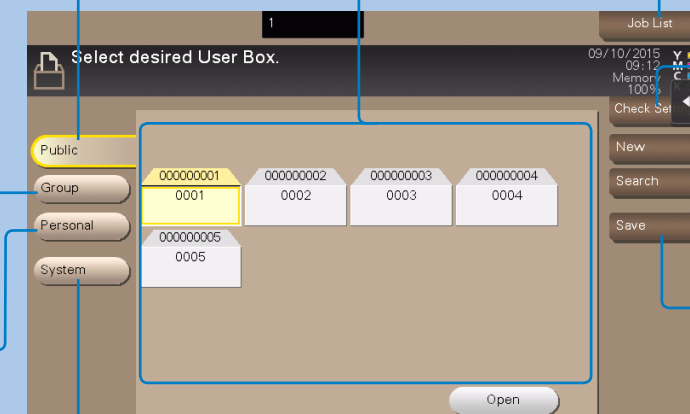 1
Job List
Select desired User Box.
09/10/2015
09:12
Memory
100%
Y
M
C
K
Check Set
Public
New
Group
Search
Personal
Save
System
000000001
000000002
000000003
000000004
0001
0002
0003
0004
000000005
0005
Open